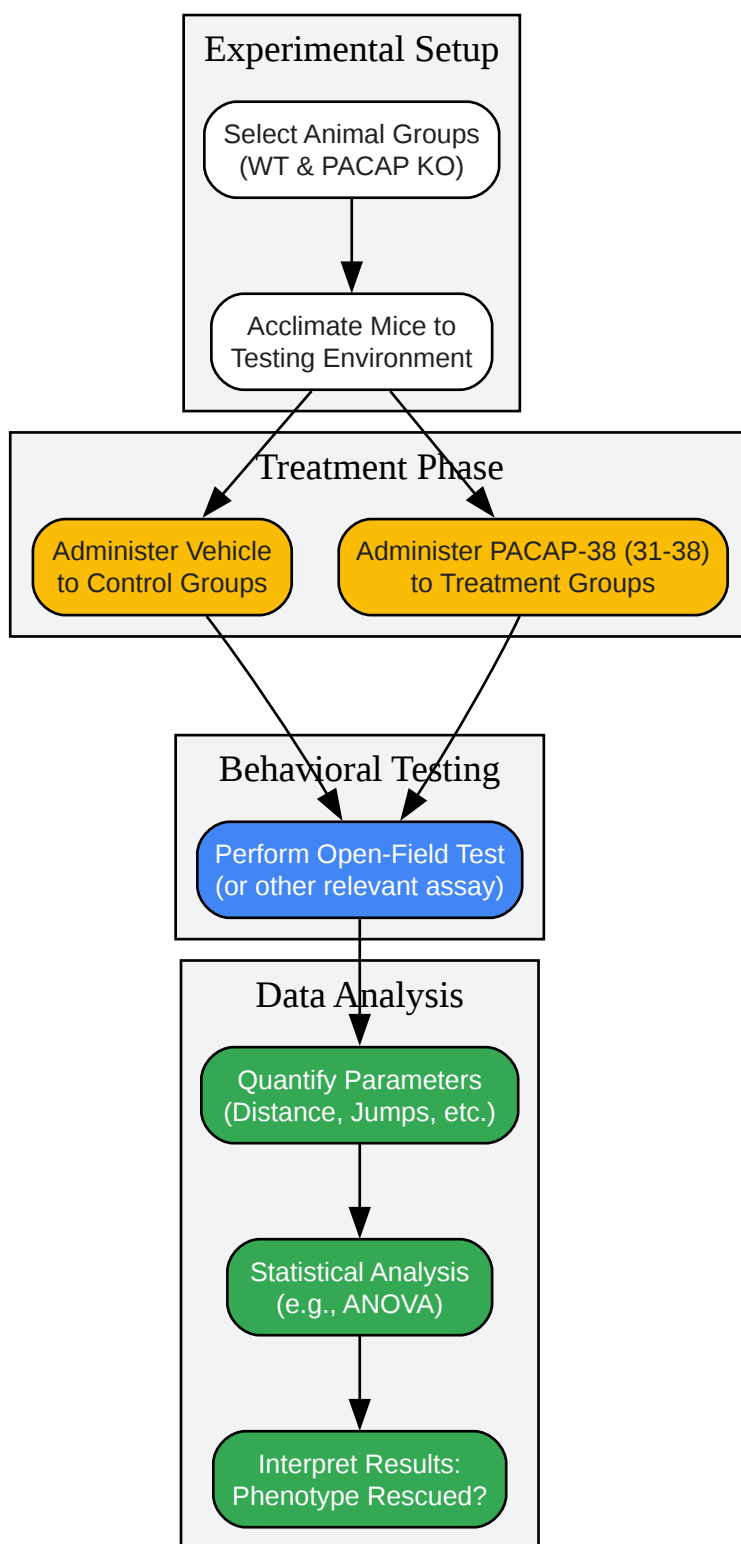 Experimental Setup
Select Animal Groups
(WT & PACAP KO)
Acclimate Mice to
Testing Environment
Treatment Phase
Administer Vehicle
to Control Groups
Administer PACAP-38 (31-38)
to Treatment Groups
Behavioral Testing
Perform Open-Field Test
(or other relevant assay)
Data Analysis
Quantify Parameters
(Distance, Jumps, etc.)
Statistical Analysis
(e.g., ANOVA)
Interpret Results:
Phenotype Rescued?